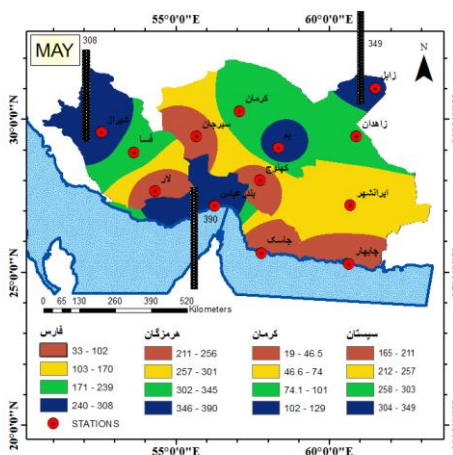 MAY
308
349
N
55°0'0"E
60°0'0"E
30°0'0"N
25°0'0"N
20°0'0"N
55°0'0"E
60°0'0"E
زابل
کرمان
شیراز
سیرجان
زاهدان
فسا
بم
کهنوج
لار
بندرعباس
ایرانشهر
390
جاسک
چابهار
0 65 130 260 390 520
Kilometers
فارس
33 - 102
103 - 170
171 - 239
240 - 308
هرمزگان
211 - 256
257 - 301
302 - 345
346 - 390
کرمان
19 - 46.5
46.6 - 74
74.1 - 101
102 - 129
سیستان
165 - 211
212 - 257
258 - 303
304 - 349
STATIONS